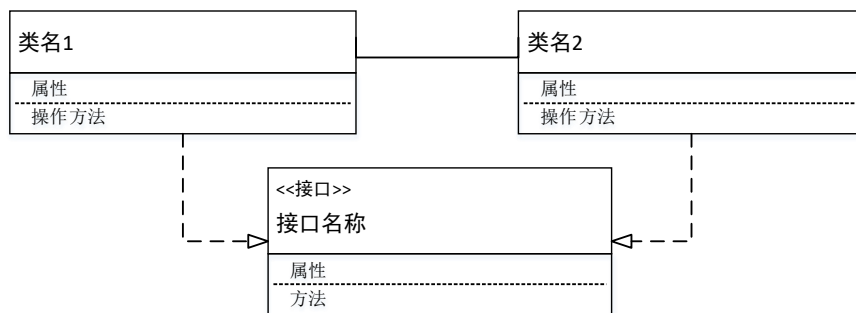 类名1
属性
操作方法
类名2
属性
操作方法
<<接口>>
接口名称
属性
方法